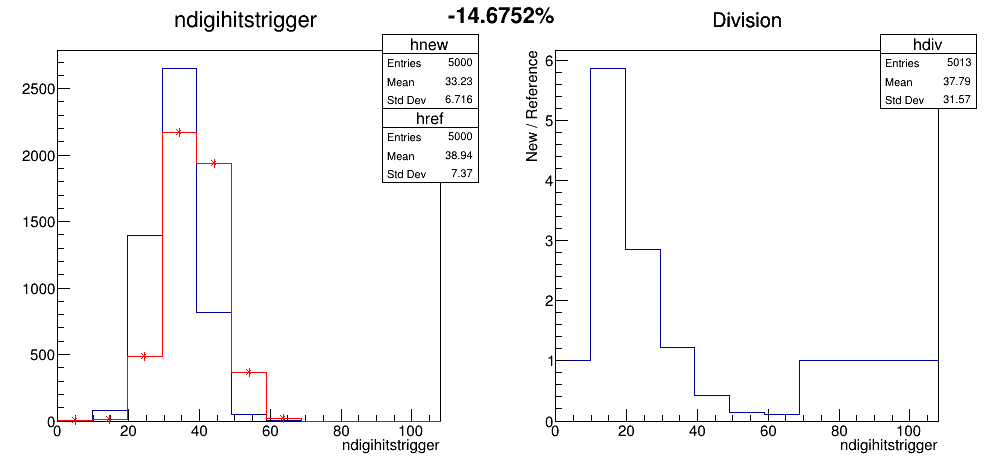 -14.6752%
ndigihitstrigger
hnew
Entries 5000
Mean 33.23
Std Dev 6.716
href
Entries 5000
Mean 38.94
Std Dev 7.37
2500
2000
1500
1000
500
0
0 20 40 60 80 100
ndigihitstrigger
Division
hdiv
Entries 5013
Mean 37.79
Std Dev 31.57
New / Reference
6
5
4
3
2
1
0
0 20 40 60 80 100
ndigihitstrigger